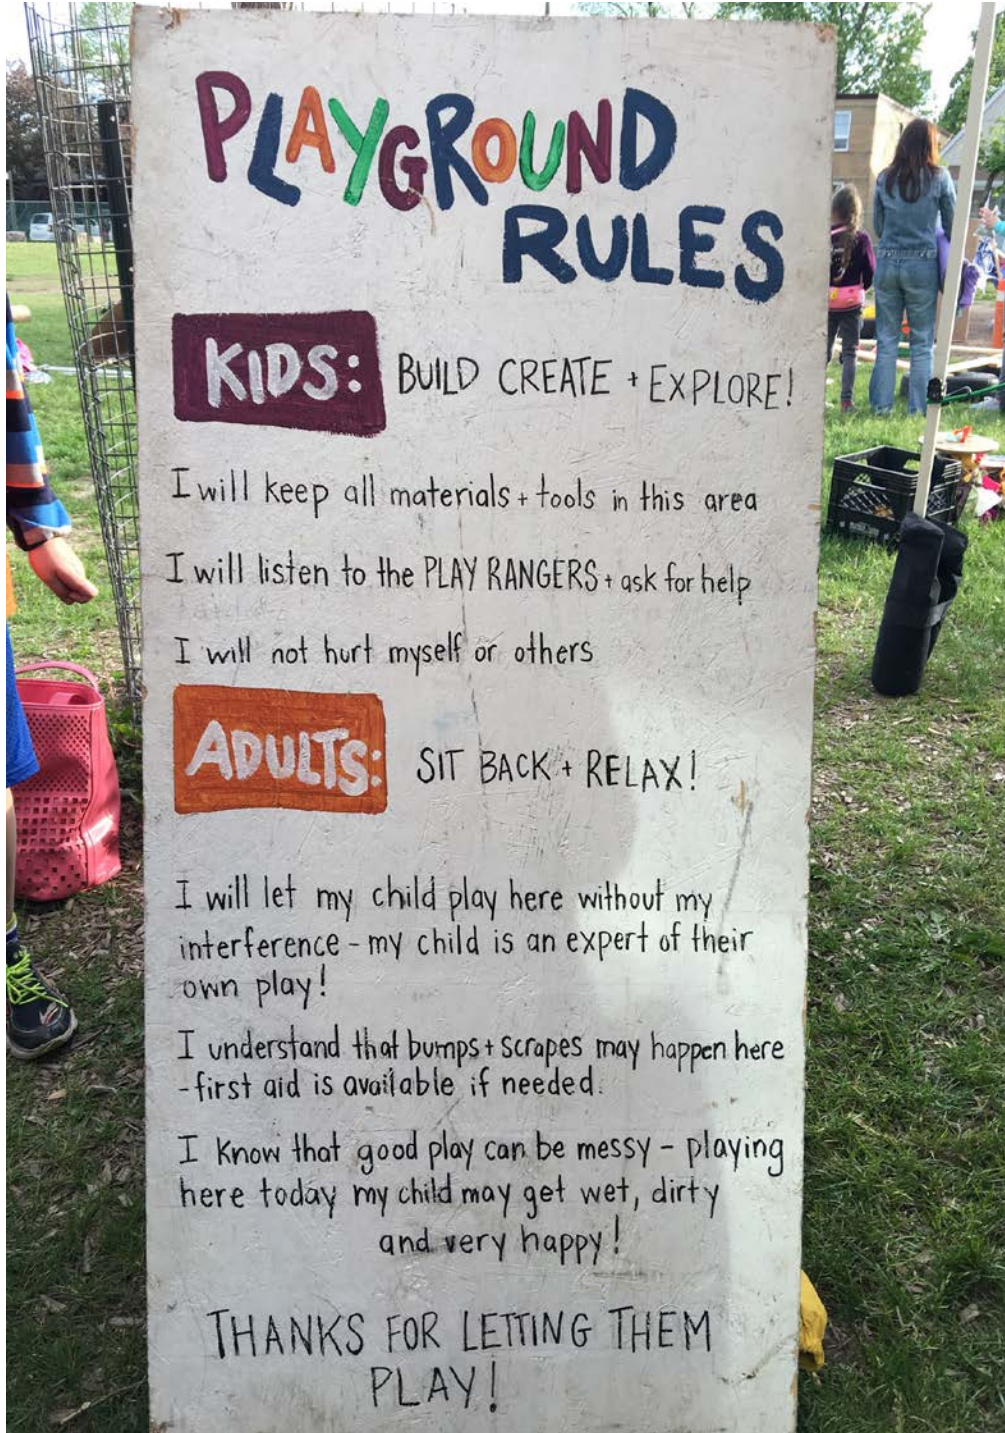 PLAYGROUND
RULES
KIDS: BUILD CREATE + EXPLORE!
I will keep all materials + tools in this area
I will listen to the PLAY RANGERS + ask for help
I will not hurt myself or others
ADULTS: SIT BACK + RELAX!
I will let my child play here without my
interference - my child is an expert of their
own play!
I understand that bumps + scrapes may happen here
- first aid is available if needed.
I know that good play can be messy - playing
here today my child may get wet, dirty
and very happy!
THANKS FOR LETTING THEM
PLAY!